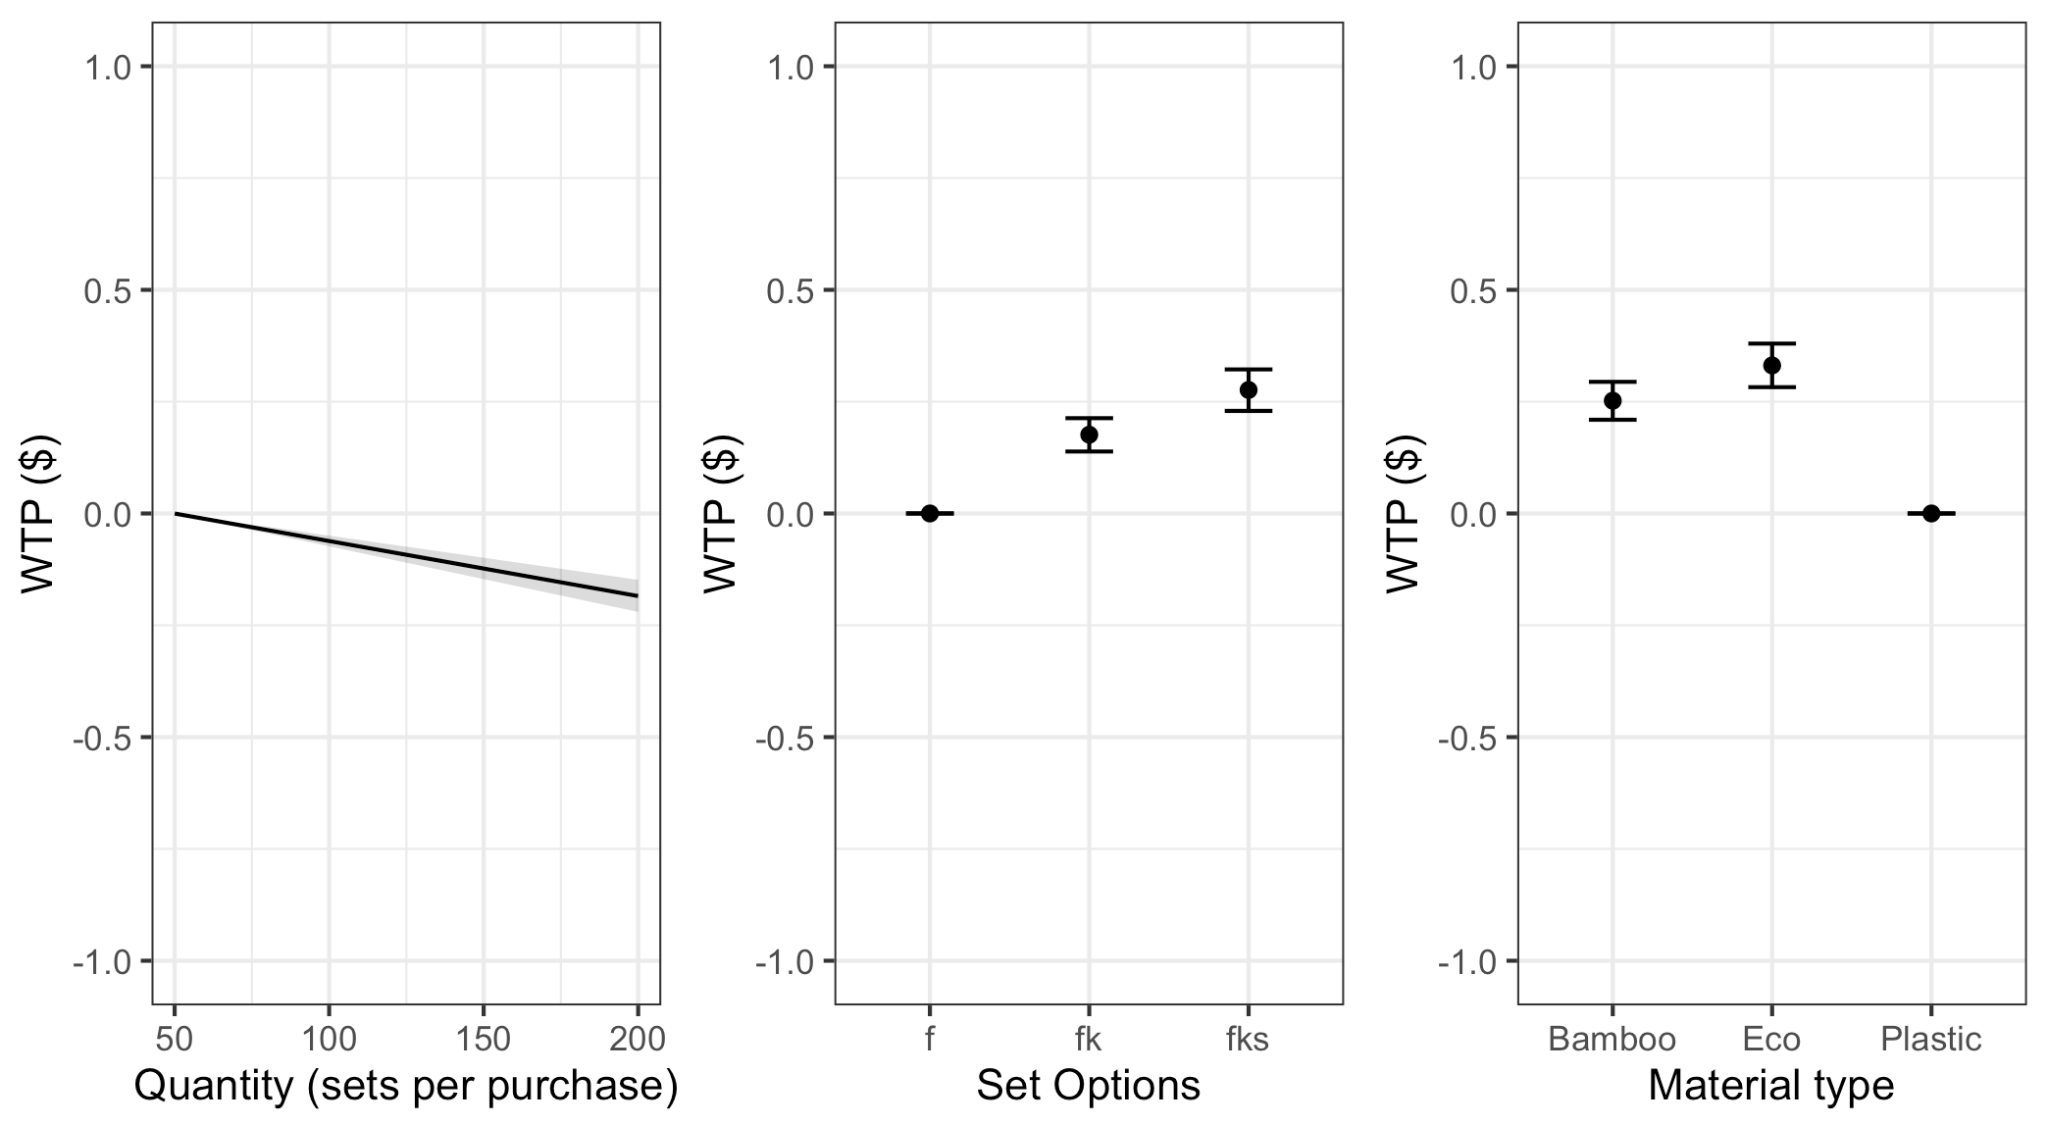 WTP ($)
1.0
0.5
0.0
-0.5
-1.0
50 100 150 200
Quantity (sets per purchase)
WTP ($)
1.0
0.5
0.0
-0.5
-1.0
f fk fks
Set Options
WTP ($)
1.0
0.5
0.0
-0.5
-1.0
Bamboo Eco Plastic
Material type